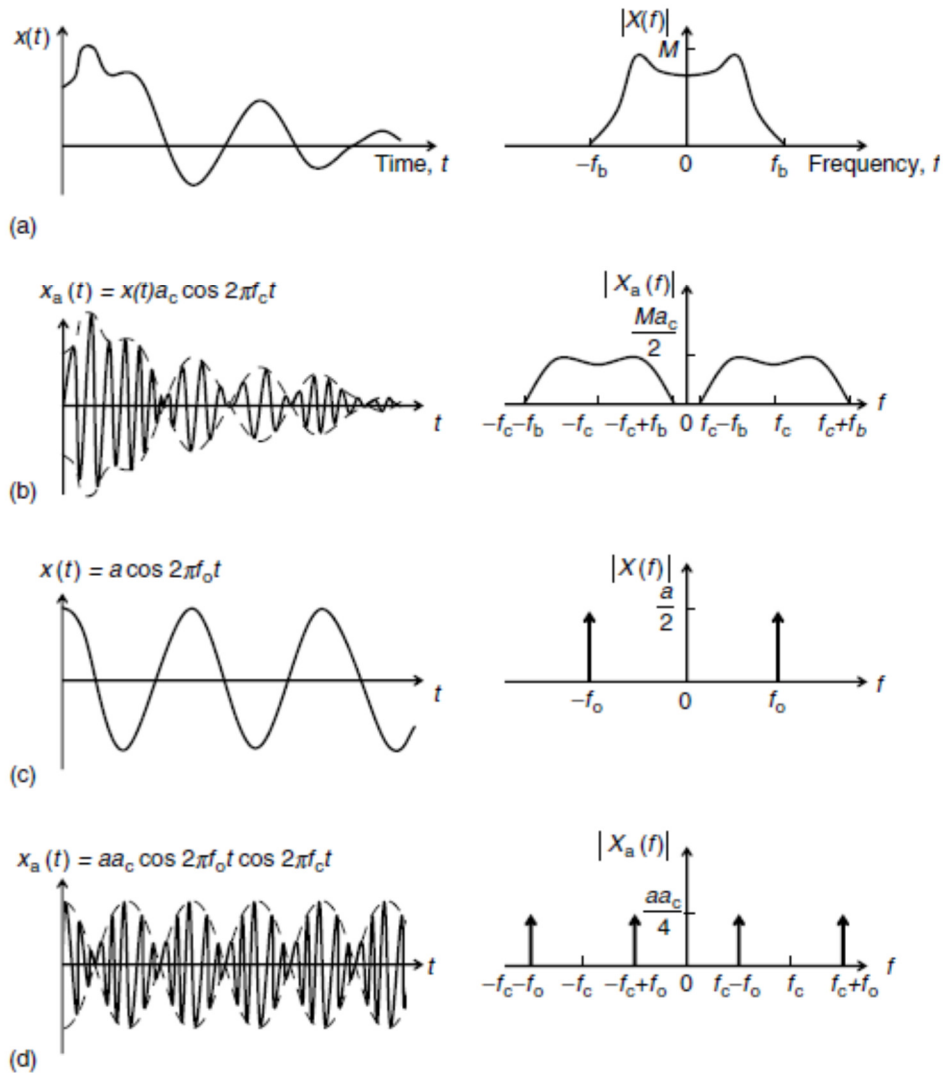 x(t)
Time, t
|X(f)|
M
–f_b 0 f_b Frequency, f
(a)
x_a (t) = x(t)a_c cos 2πf_c t
t
|X_a (f)|
Ma_c
2
–f_c–f_b –f_c –f_c+f_b 0 f_c–f_b f_c f_c+f_b f
(b)
x(t) = a cos 2πf_o t
t
|X(f)|
a
2
–f_o 0 f_o f
(c)
x_a (t) = aa_c cos 2πf_o t cos 2πf_c t
t
|X_a (f)|
aa_c
4
–f_c–f_o –f_c –f_c+f_o 0 f_c–f_o f_c f_c+f_o f
(d)